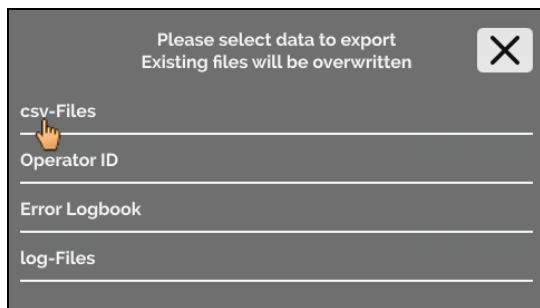 Please select data to export
Existing files will be overwritten
csv-Files
Operator ID
Error Logbook
log-Files